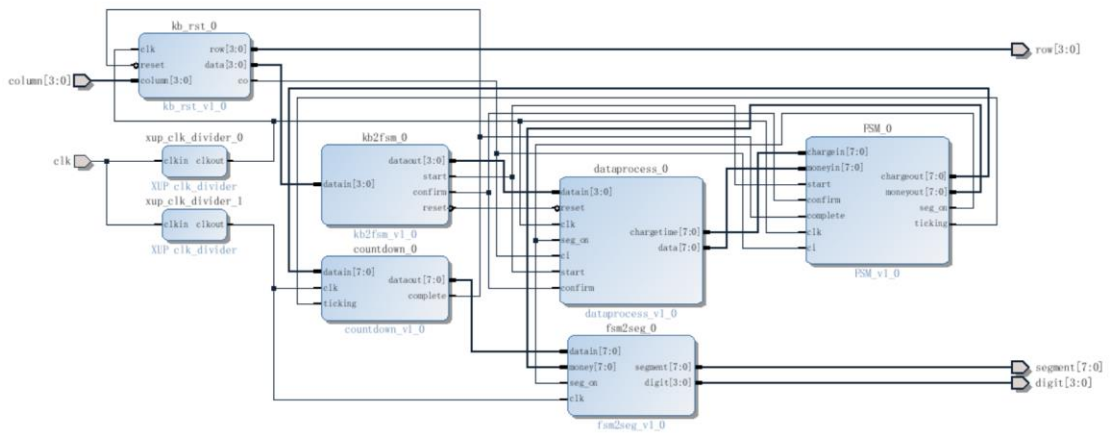 kb_rst_0
clk
row[3:0]
row[3:0]
reset
data[3:0]
column[3:0]
column[3:0]
co
kb_rst_v1_0
xup_clk_divider_0
clk
clkin
clkout
XUP clk_divider
xup_clk_divider_1
clkin
clkout
XUP clk_divider
kb2fsm_0
dataout[3:0]
start
datain[3:0]
confirm
reset
kb2fsm_v1_0
countdown_0
datain[7:0]
dataout[7:0]
clk
complete
ticking
countdown_v1_0
dataprocess_0
datain[3:0]
reset
clk
chargetime[7:0]
seg_on
data[7:0]
ci
start
confirm
dataprocess_v1_0
FSM_0
chargein[7:0]
moneyin[7:0]
chargeout[7:0]
start
moneyout[7:0]
confirm
seg_on
complete
ticking
clk
ci
FSM_v1_0
fsm2seg_0
datain[7:0]
money[7:0]
segment[7:0]
segment[7:0]
seg_on
digit[3:0]
digit[3:0]
clk
fsm2seg_v1_0